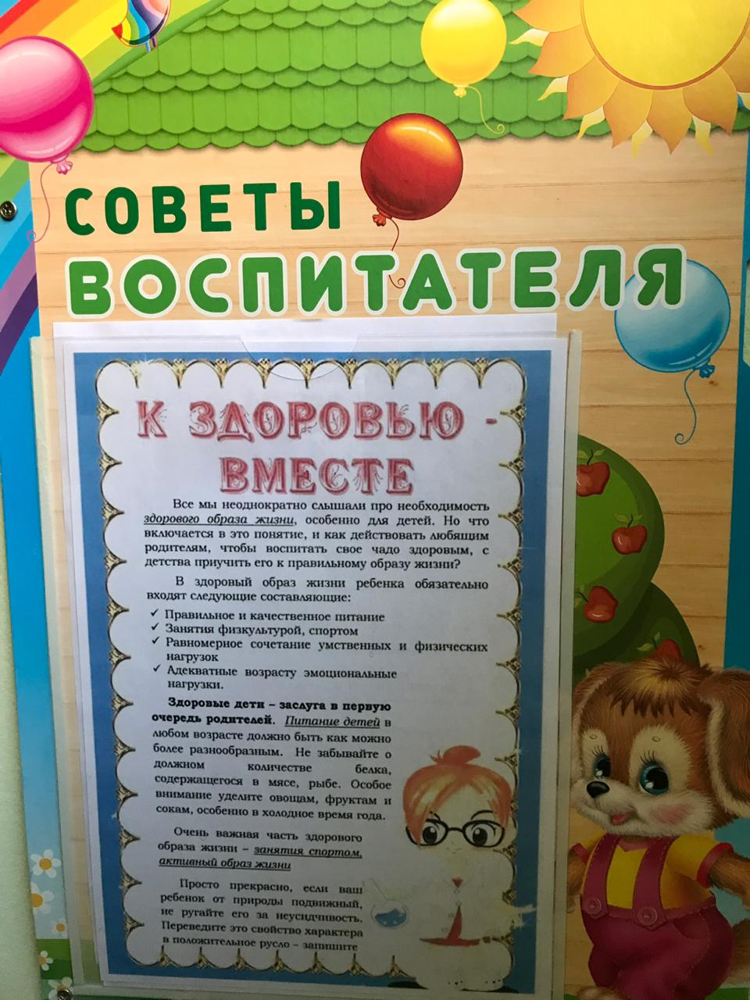 СОВЕТЫ
ВОСПИТАТЕЛЯ
К ЗДОРОВЬЮ -
ВМЕСТЕ
Все мы неоднократно слышали про необходимость
здорового образа жизни, особенно для детей. Но что
включается в это понятие, и как действовать любящим
родителям, чтобы воспитать свое чадо здоровым, с
детства приучить его к правильному образу жизни?
В здоровый образ жизни ребенка обязательно
входят следующие составляющие:
✓ Правильное и качественное питание
✓ Занятия физкультурой, спортом
✓ Равномерное сочетание умственных и физических
нагрузок
✓ Адекватные возрасту эмоциональные
нагрузки.
Здоровые дети – заслуга в первую
очередь родителей. Питание детей в
любом возрасте должно быть как можно
более разнообразным. Не забывайте о
должном количестве белка,
содержащегося в мясе, рыбе. Особое
внимание уделите овощам, фруктам и
сокам, особенно в холодное время года.
Очень важная часть здорового
образа жизни – занятия спортом,
активный образ жизни
Просто прекрасно, если ваш
ребенок от природы подвижный,
не ругайте его за неусидчивость.
Переведите это свойство характера
в положительное русло – запишите